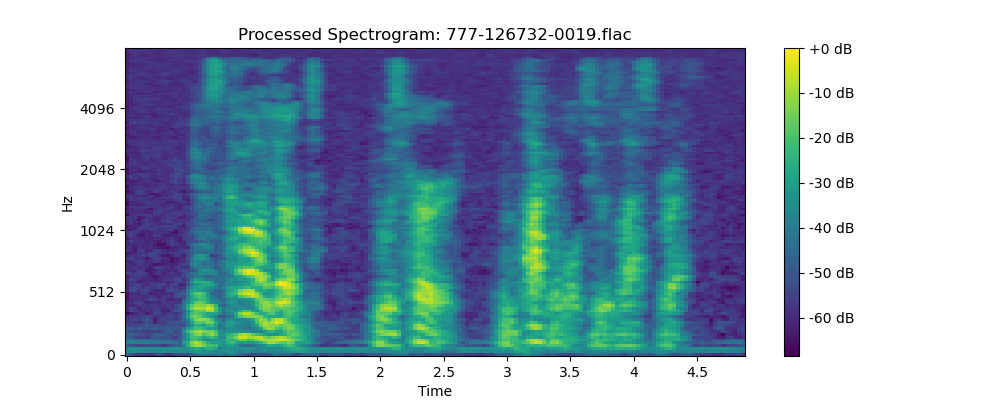 Processed Spectrogram: 777-126732-0019.flac
Hz
4096
2048
1024
512
0
0 0.5 1 1.5 2 2.5 3 3.5 4 4.5
Time
+0 dB
-10 dB
-20 dB
-30 dB
-40 dB
-50 dB
-60 dB